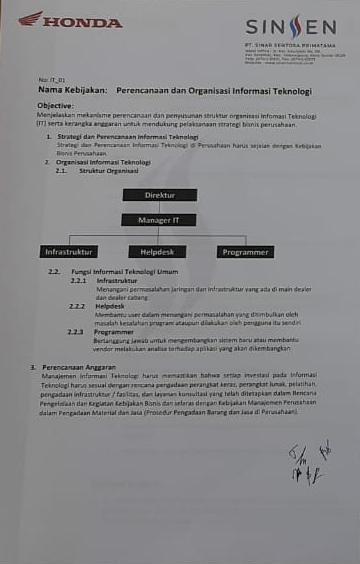 HONDA
SINSEN
PT. SINAR SENTOSA PRIMATAMA
No: IT_01
Nama Kebijakan: Perencanaan dan Organisasi Informasi Teknologi
Objective:
Menjelaskan mekanisme perencanaan dan penyusunan struktur organisasi Infomasi Teknologi
(IT) serta kerangka anggaran untuk mendukung pelaksanaan strategi bisnis perusahaan.
1. Strategi dan Perencanaan Informasi Teknologi
Strategi dan Perencanaan Informasi Teknologi di Perusahaan harus sejalan dengan Kebijakan
Bisnis Perusahaan.
2. Organisasi Informasi Teknologi
2.1. Struktur Organisasi
Direktur
Manager IT
Infrastruktur Helpdesk Programmer
2.2. Fungsi Informasi Teknologi Umum
2.2.1 Infrastruktur
Menangani permasalahan jaringan dan infrastruktur yang ada di main dealer
dan dealer cabang
2.2.2 Helpdesk
Membantu user dalam menangani permasalahan yang ditimbulkan oleh
masalah kesalahan program ataupun dilakukan oleh pengguna itu sendiri
2.2.3 Programmer
Bertanggung jawab untuk mengembangkan sistem baru atau membantu
vendor melakukan analisa terhadap aplikasi yang akan dikembangkan
3. Perencanaan Anggaran
Manajemen Informasi Teknologi harus memastikan bahwa setiap investasi pada Informasi
Teknologi harus sesuai dengan rencana pengadaan perangkat keras, perangkat lunak, pelatihan,
pengadaan infrastruktur / fasilitas, dan layanan konsultasi yang telah ditetapkan dalam Rencana
Pengelolaan dan Kegiatan Kebijakan Bisnis dan selaras dengan Kebijakan Manajemen Perusahaan
dalam Pengadaan Material dan Jasa (Prosedur Pengadaan Barang dan Jasa di Perusahaan).